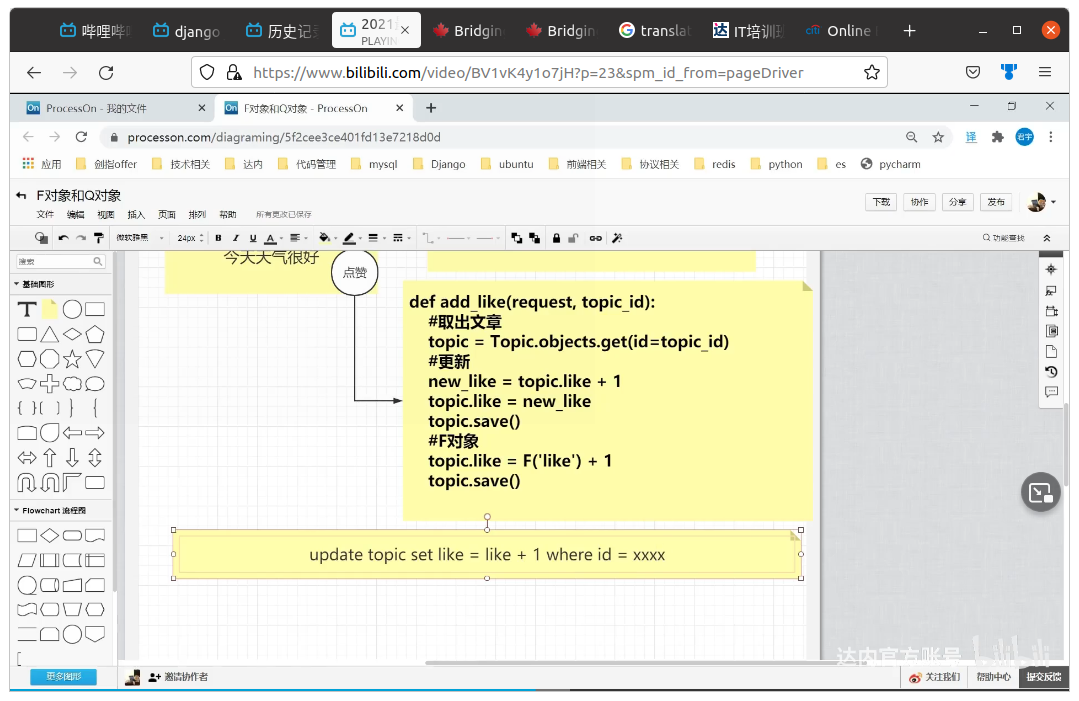 哔哩哔
django
历史记录
2021
PLAYIN
Bridgin
Bridgin
translat
IT培训班
citi Online
https://www.bilibili.com/video/BV1vK4y1o7jH?p=23&spm_id_from=pageDriver
On ProcessOn - 我的文件
On F对象和Q对象 - ProcessOn
processon.com/diagraming/5f2cee3ce401fd13e7218d0d
译
君宇
应用
剑指offer
技术相关
达内
代码管理
mysql
Django
ubuntu
前端相关
协议相关
redis
python
es
pycharm
F对象和Q对象
下载
协作
分享
发布
文件 编辑 视图 插入 页面 排列 帮助 所有更改已保存
微软雅黑 24px B I U A
功能查找
搜索
基础图形
T
今天天气很好
点赞
def add_like(request, topic_id):
#取出文章
topic = Topic.objects.get(id=topic_id)
#更新
new_like = topic.like + 1
topic.like = new_like
topic.save()
#F对象
topic.like = F('like') + 1
topic.save()
Flowchart 流程图
update topic set like = like + 1 where id = xxxx
达内官方账号 bilibili
更多图形
邀请协作者
关注我们
帮助中心
提交反馈